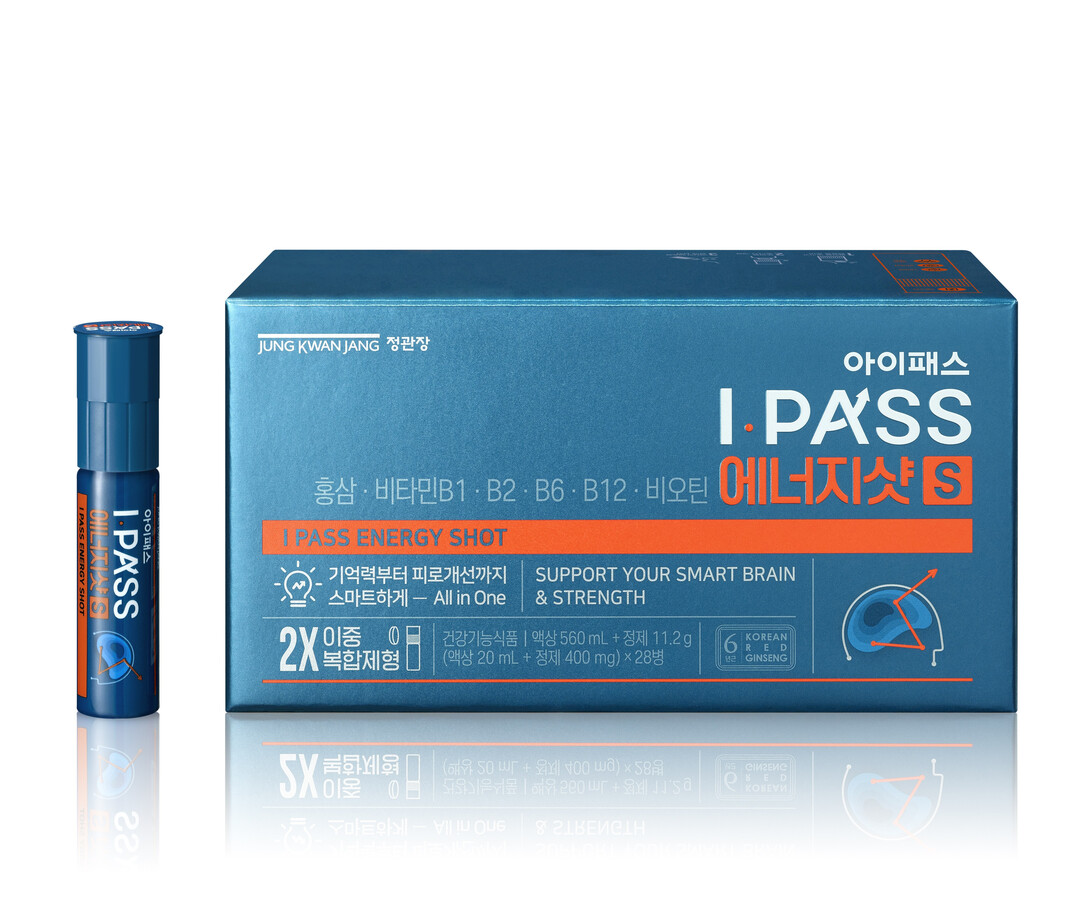 JUNG KWAN JANG 정관장
아이패스
I·PASS
에너지샷 S
홍삼·비타민B1·B2·B6·B12·비오틴
I PASS ENERGY SHOT
기억력부터 피로개선까지
스마트하게 — All in One
SUPPORT YOUR SMART BRAIN
& STRENGTH
2X 이중
복합제형
건강기능식품 | 액상 560 mL + 정제 11.2 g
(액상 20 mL + 정제 400 mg) × 28병
6
년근
KOREAN
RED
GINSENG
I·PASS
아이패스
I·PASS
에너지샷 S
I PASS ENERGY SHOT